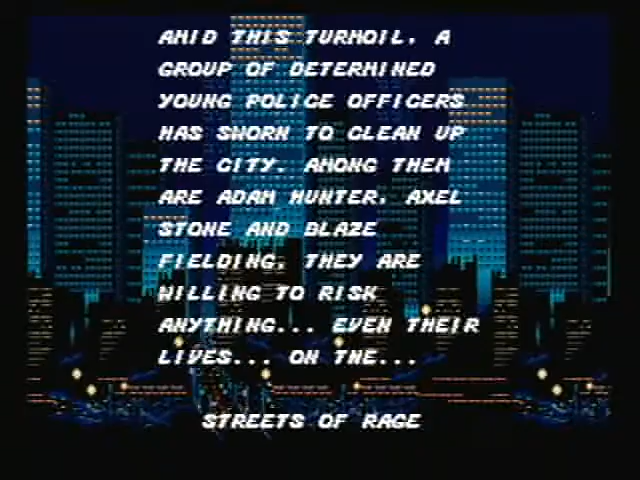 AMID THIS TURMOIL, A
GROUP OF DETERMINED
YOUNG POLICE OFFICERS
HAS SWORN TO CLEAN UP
THE CITY. AMONG THEM
ARE ADAM HUNTER, AXEL
STONE AND BLAZE
FIELDING. THEY ARE
WILLING TO RISK
ANYTHING... EVEN THEIR
LIVES... ON THE...
STREETS OF RAGE